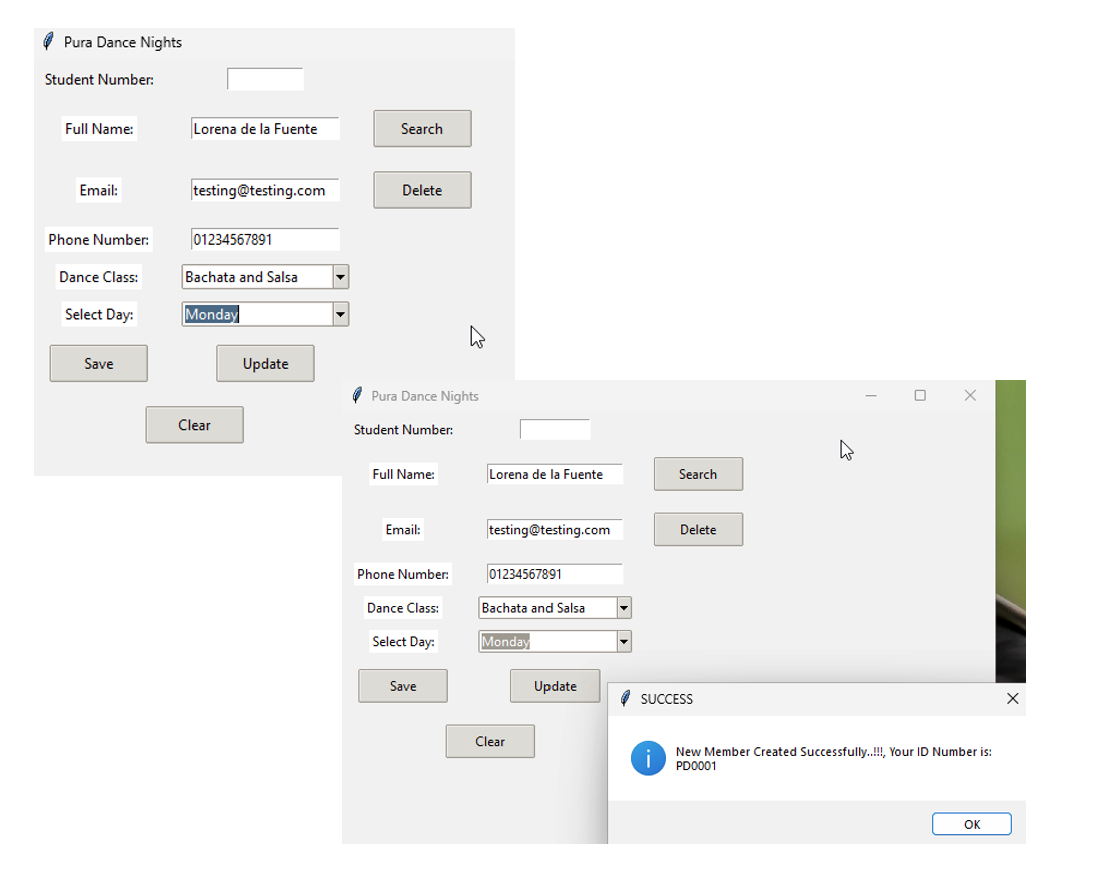 Pura Dance Nights
Student Number:
Full Name: Lorena de la Fuente Search
Email: testing@testing.com Delete
Phone Number: 01234567891
Dance Class: Bachata and Salsa
Select Day: Monday
Save Update
Clear
Pura Dance Nights
Student Number:
Full Name: Lorena de la Fuente Search
Email: testing@testing.com Delete
Phone Number: 01234567891
Dance Class: Bachata and Salsa
Select Day: Monday
Save Update
Clear
SUCCESS
New Member Created Successfully..!!!, Your ID Number is:
PD0001
OK